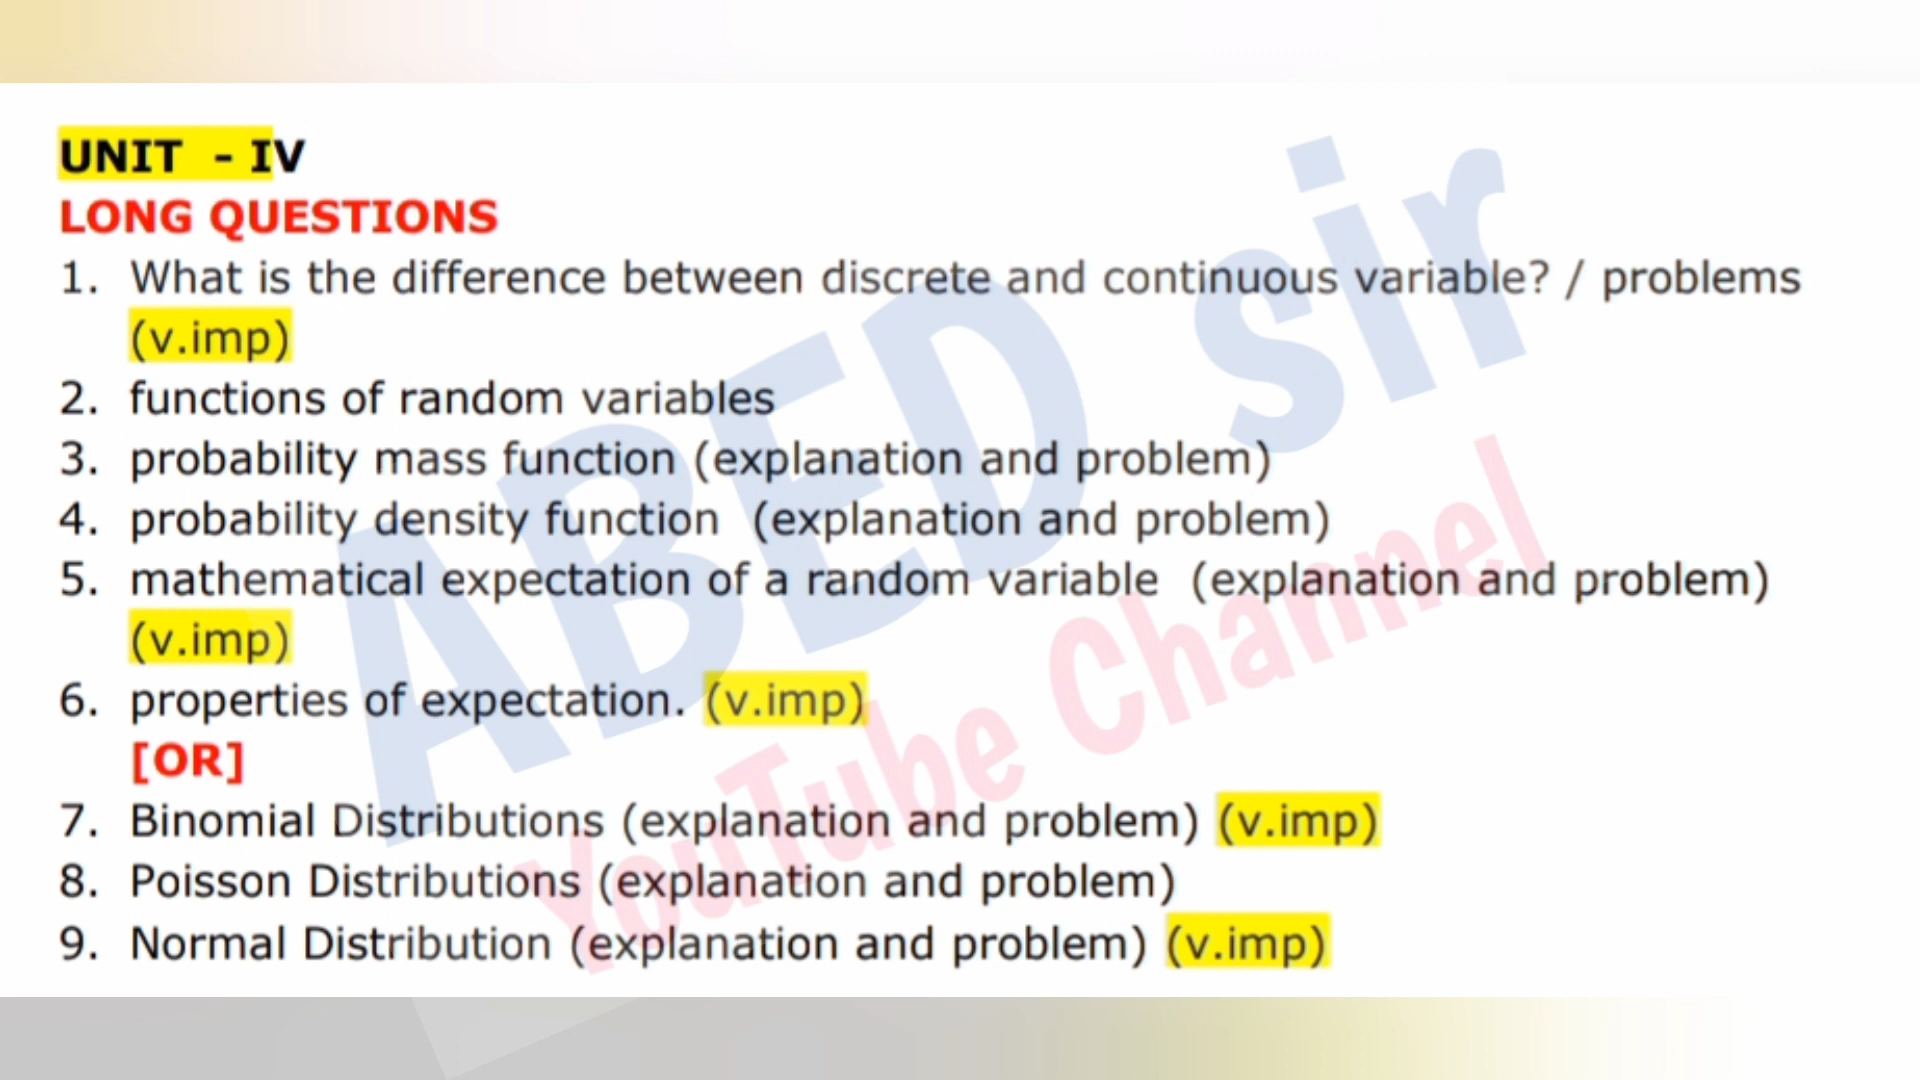 UNIT - IV
LONG QUESTIONS
1. What is the difference between discrete and continuous variable? / problems
(v.imp)
2. functions of random variables
3. probability mass function (explanation and problem)
4. probability density function (explanation and problem)
5. mathematical expectation of a random variable (explanation and problem)
(v.imp)
6. properties of expectation. (v.imp)
[OR]
7. Binomial Distributions (explanation and problem) (v.imp)
8. Poisson Distributions (explanation and problem)
9. Normal Distribution (explanation and problem) (v.imp)
ABED sir
YouTube Channel